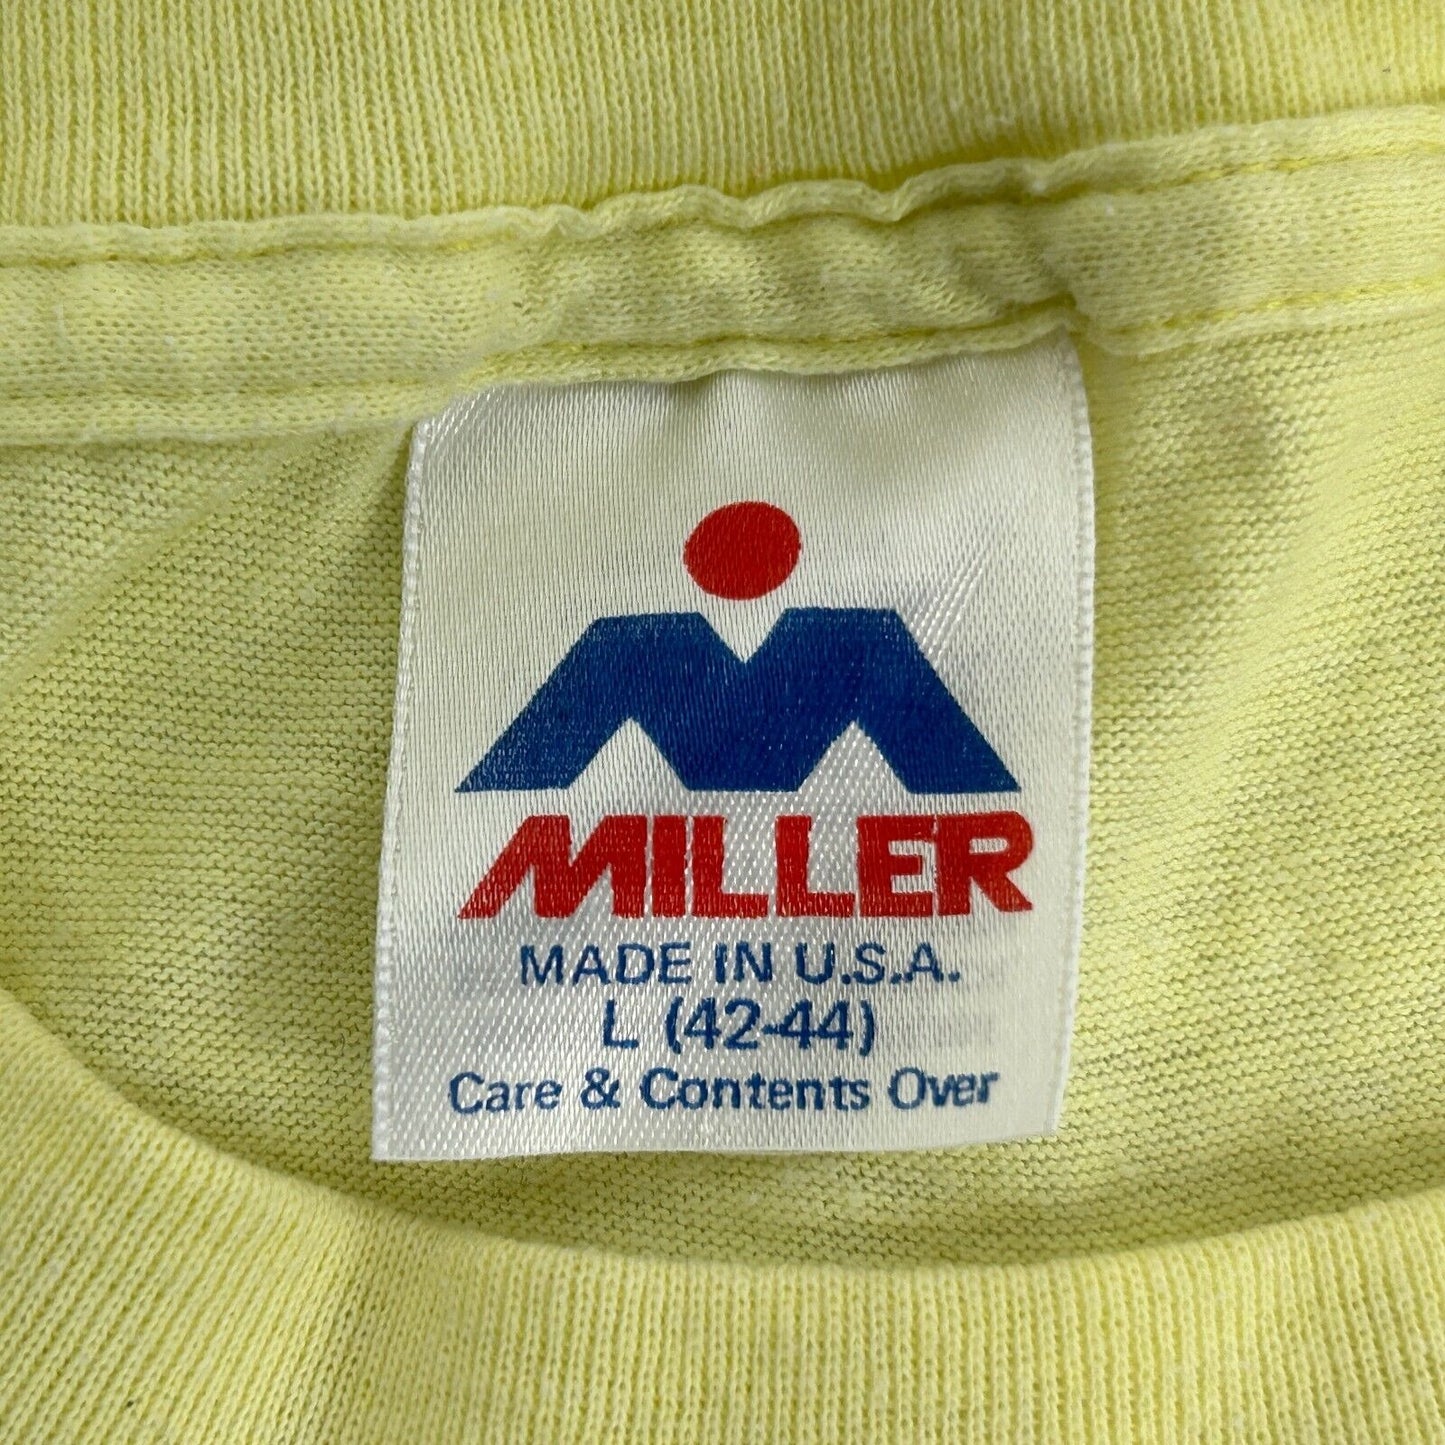 MILLER
MADE IN U.S.A.
L (42-44)
Care & Contents Over